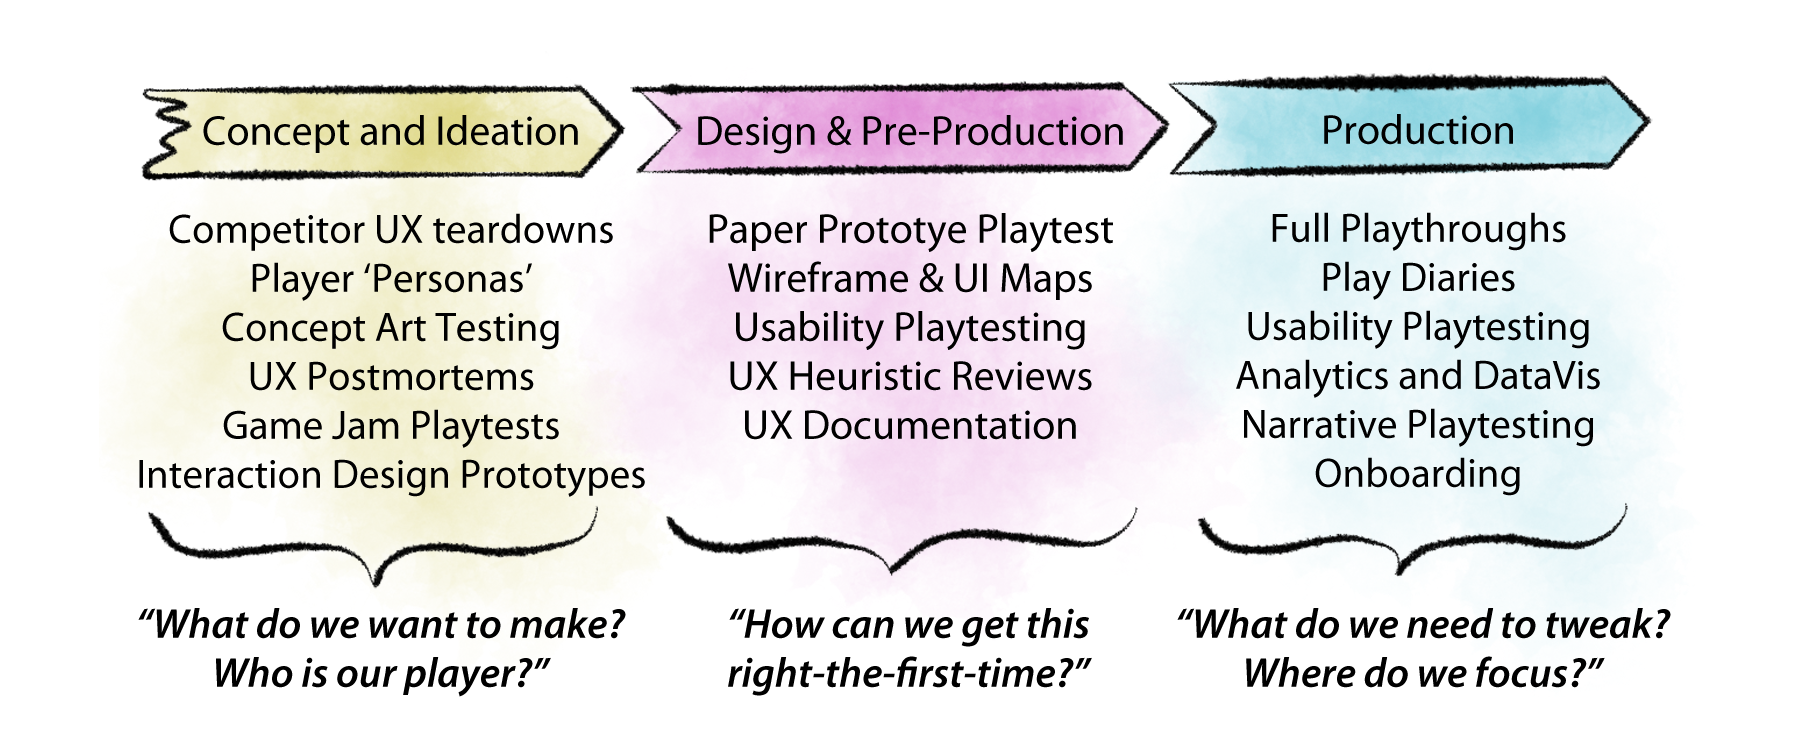 Concept and Ideation
Competitor UX teardowns
Player ‘Personas’
Concept Art Testing
UX Postmortems
Game Jam Playtests
Interaction Design Prototypes
“What do we want to make?
Who is our player?”
Design & Pre-Production
Paper Prototye Playtest
Wireframe & UI Maps
Usability Playtesting
UX Heuristic Reviews
UX Documentation
“How can we get this
right-the-first-time?”
Production
Full Playthroughs
Play Diaries
Usability Playtesting
Analytics and DataVis
Narrative Playtesting
Onboarding
“What do we need to tweak?
Where do we focus?”